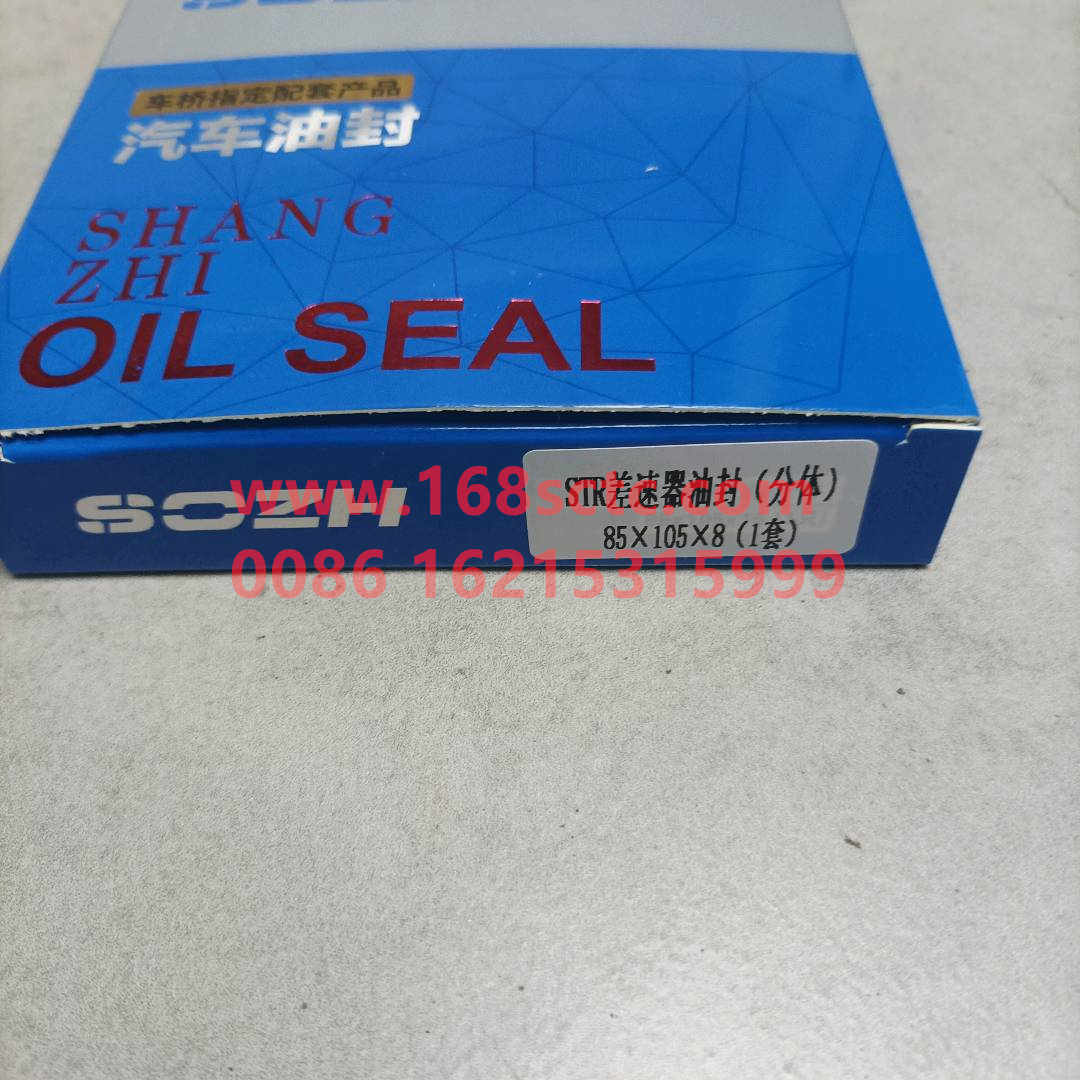 车桥指定配套产品
汽车油封
SHANG
ZHI
OIL SEAL
SOZH
STR差速器油封(分体)
85×105×8(1套)
www.168sctc.com
0086 16215315999